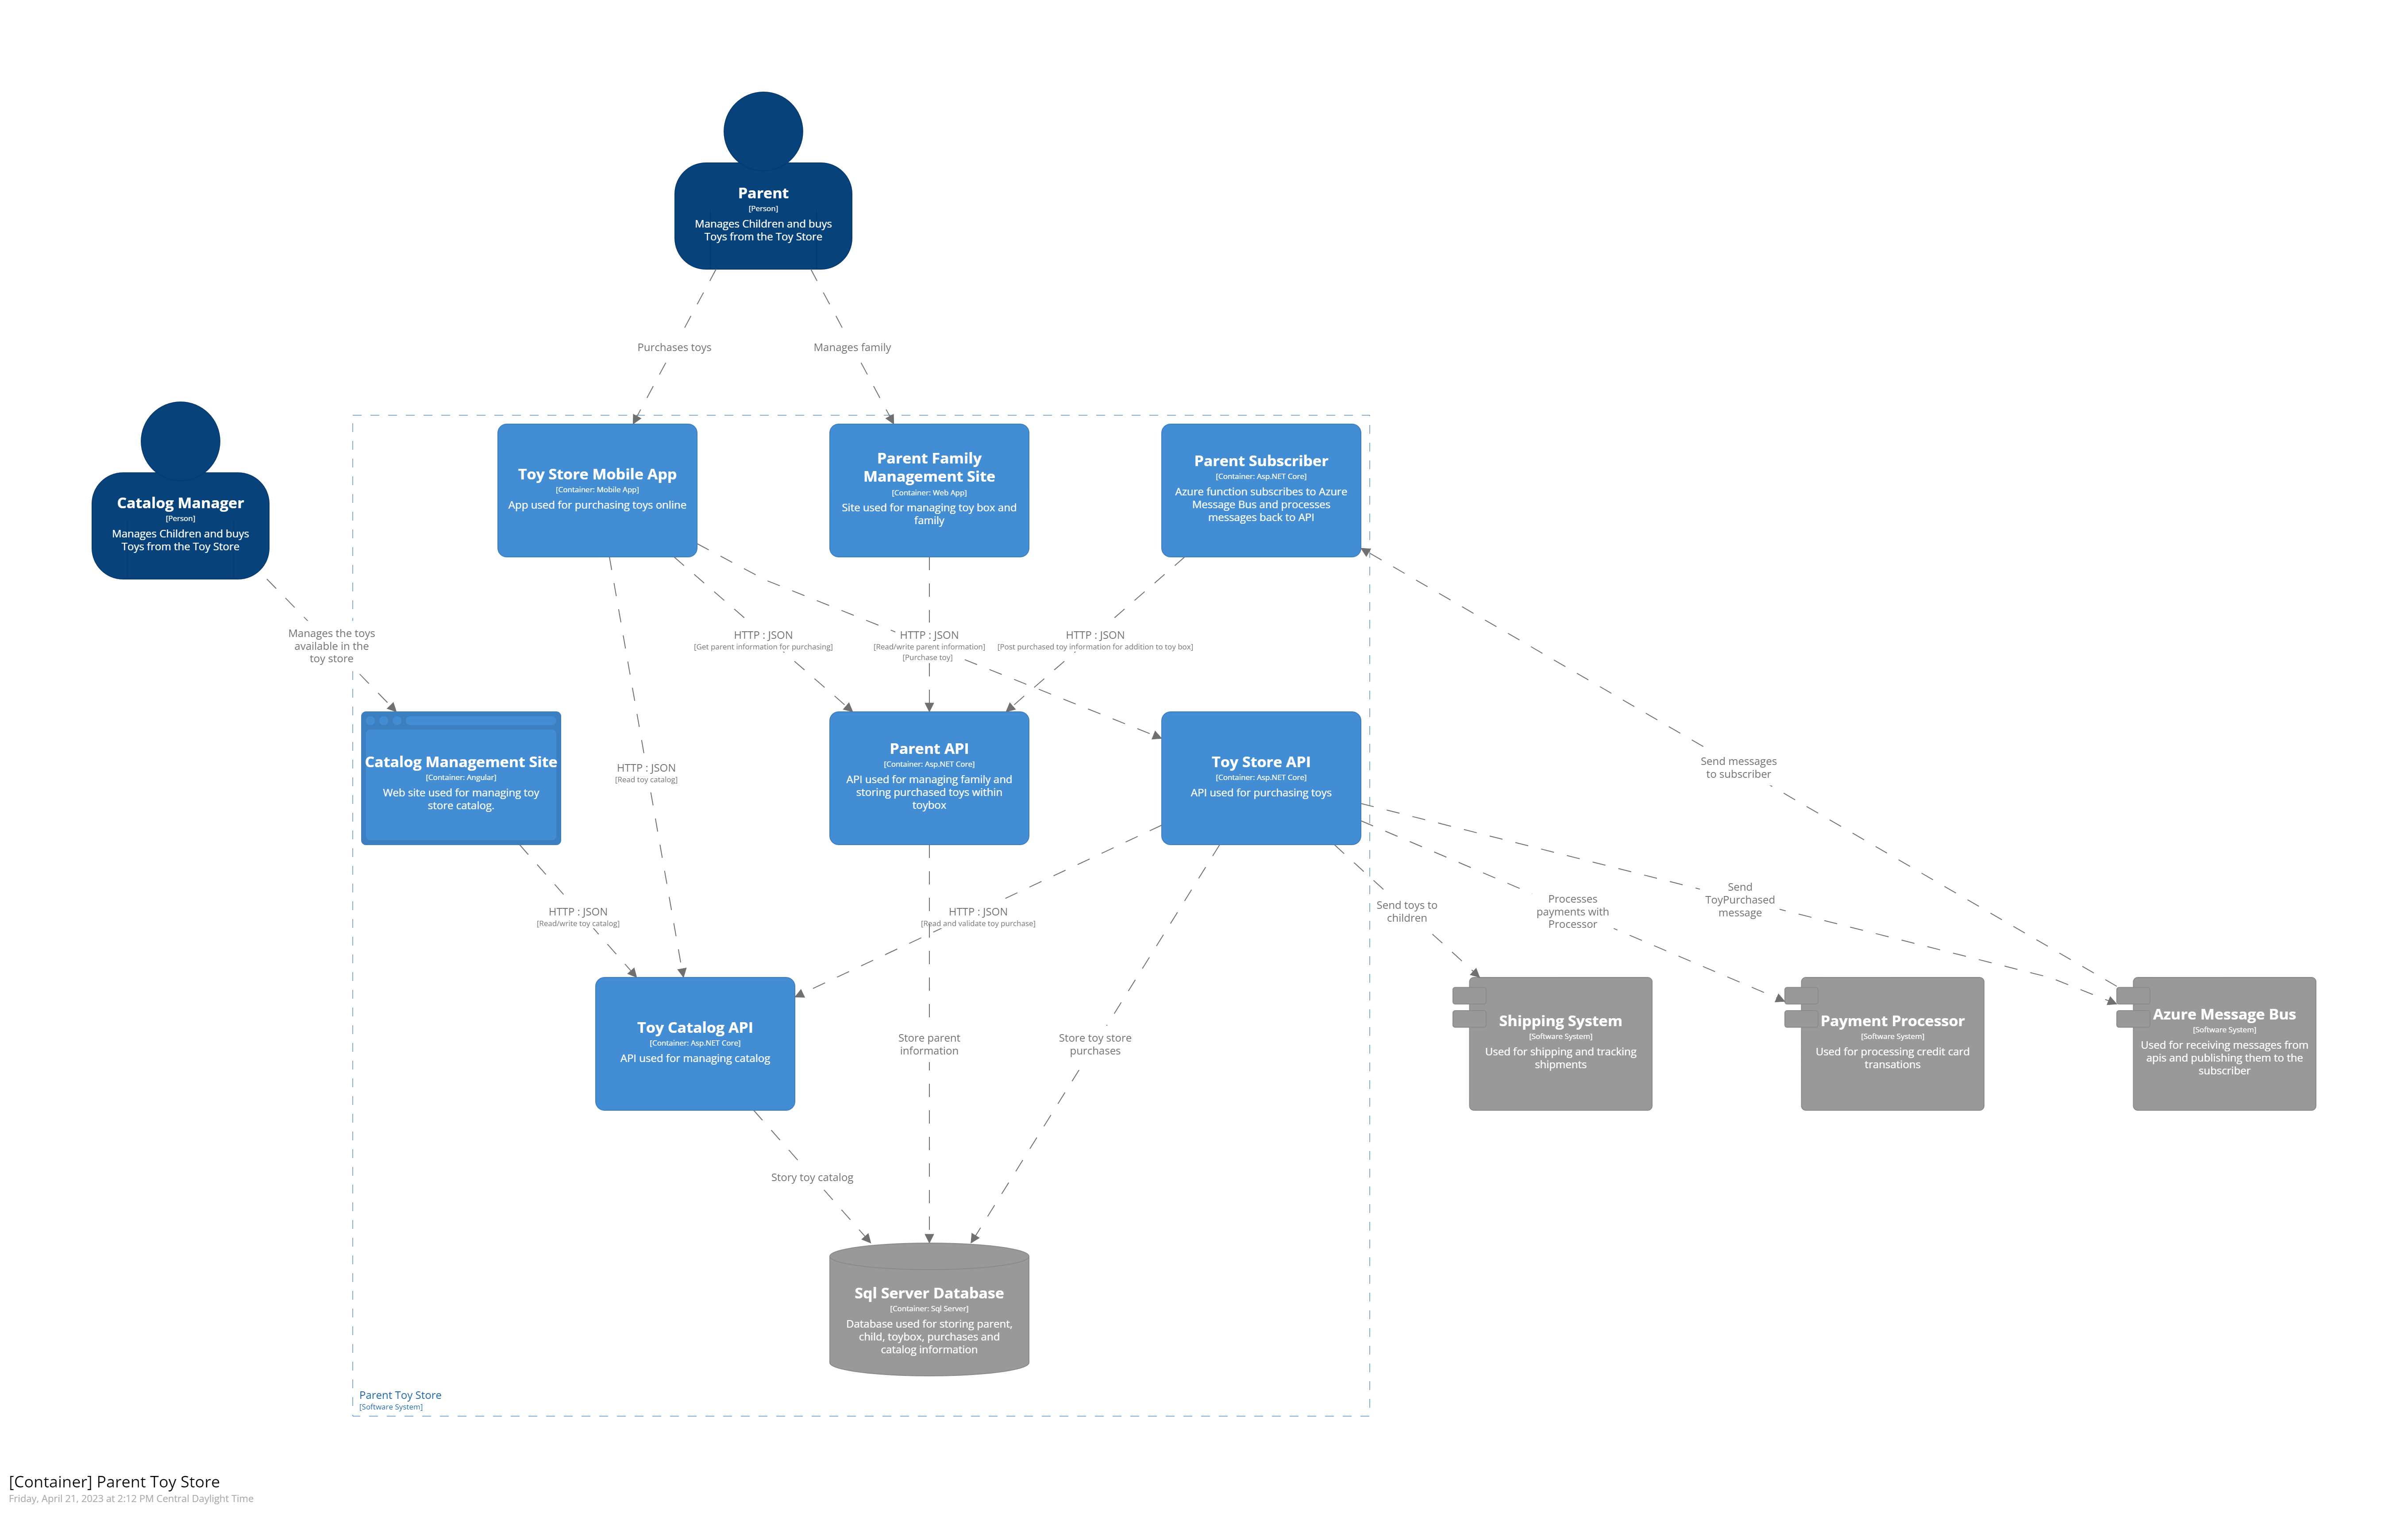 Parent
[Person]
Manages Children and buys
Toys from the Toy Store
Purchases toys
Manages family
Catalog Manager
[Person]
Manages Children and buys
Toys from the Toy Store
Toy Store Mobile App
[Container: Mobile App]
App used for purchasing toys online
Parent Family
Management Site
[Container: Web App]
Site used for managing toy box and
family
Parent Subscriber
[Container: Asp.NET Core]
Azure function subscribes to Azure
Message Bus and processes
messages back to API
Manages the toys
available in the
toy store
HTTP : JSON
[Get parent information for purchasing]
HTTP : JSON
[Read/write parent information]
[Purchase toy]
HTTP : JSON
[Post purchased toy information for addition to toy box]
Catalog Management Site
[Container: Angular]
Web site used for managing toy
store catalog.
HTTP : JSON
[Read toy catalog]
Parent API
[Container: Asp.NET Core]
API used for managing family and
storing purchased toys within
toybox
Toy Store API
[Container: Asp.NET Core]
API used for purchasing toys
Send messages
to subscriber
HTTP : JSON
[Read/write toy catalog]
HTTP : JSON
[Read and validate toy purchase]
Send toys to
children
Processes
payments with
Processor
Send
ToyPurchased
message
Toy Catalog API
[Container: Asp.NET Core]
API used for managing catalog
Store parent
information
Store toy store
purchases
Shipping System
[Software System]
Used for shipping and tracking
shipments
Payment Processor
[Software System]
Used for processing credit card
transations
Azure Message Bus
[Software System]
Used for receiving messages from
apis and publishing them to the
subscriber
Story toy catalog
Sql Server Database
[Container: Sql Server]
Database used for storing parent,
child, toybox, purchases and
catalog information
Parent Toy Store
[Software System]
[Container] Parent Toy Store
Friday, April 21, 2023 at 2:12 PM Central Daylight Time